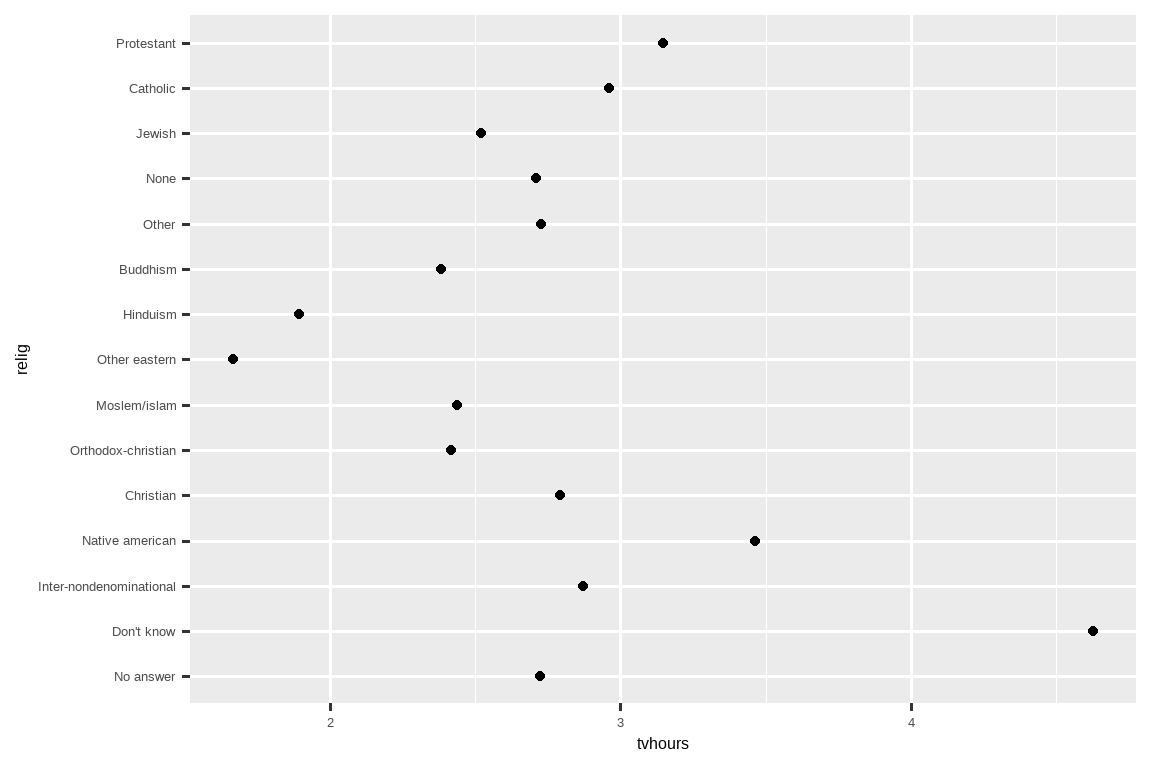 Protestant
Catholic
Jewish
None
Other
Buddhism
Hinduism
Other eastern
Moslem/islam
Orthodox-christian
Christian
Native american
Inter-nondenominational
Don't know
No answer
relig
2 3 4
tvhours